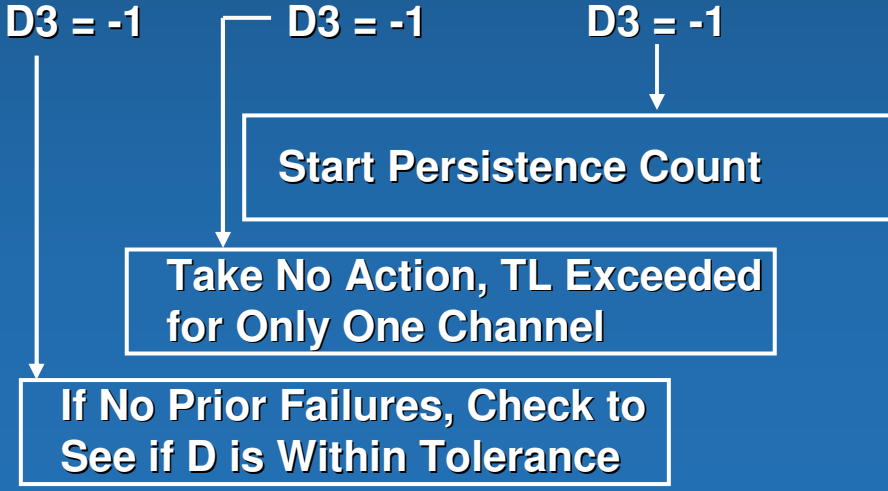 D3 = -1 D3 = -1 D3 = -1
Start Persistence Count
Take No Action, TL Exceeded
for Only One Channel
If No Prior Failures, Check to
See if D is Within Tolerance